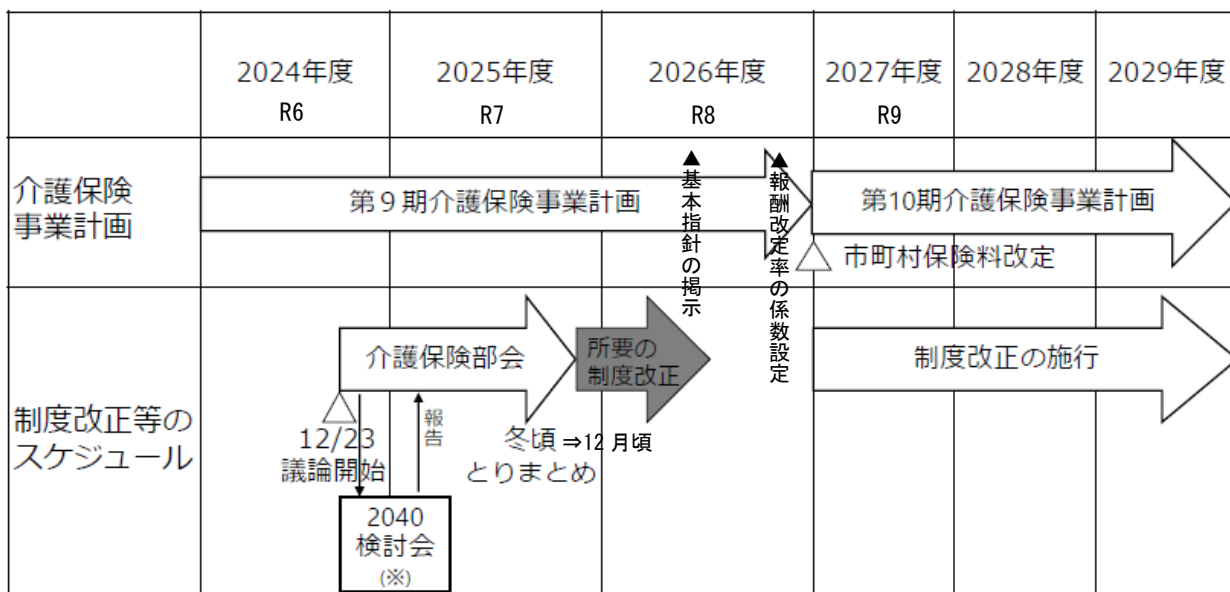 2024年度
2025年度
2026年度
2027年度
2028年度
2029年度
R6
R7
R8
R9
介護保険
事業計画
第９期介護保険事業計画
▲基本指針の掲示
▲報酬改定率の係数設定
第10期介護保険事業計画
△ 市町村保険料改定
制度改正等の
スケジュール
介護保険部会
所要の
制度改正
制度改正の施行
12/23
議論開始
報告
冬頃 ⇒12 月頃
とりまとめ
2040
検討会
(※)